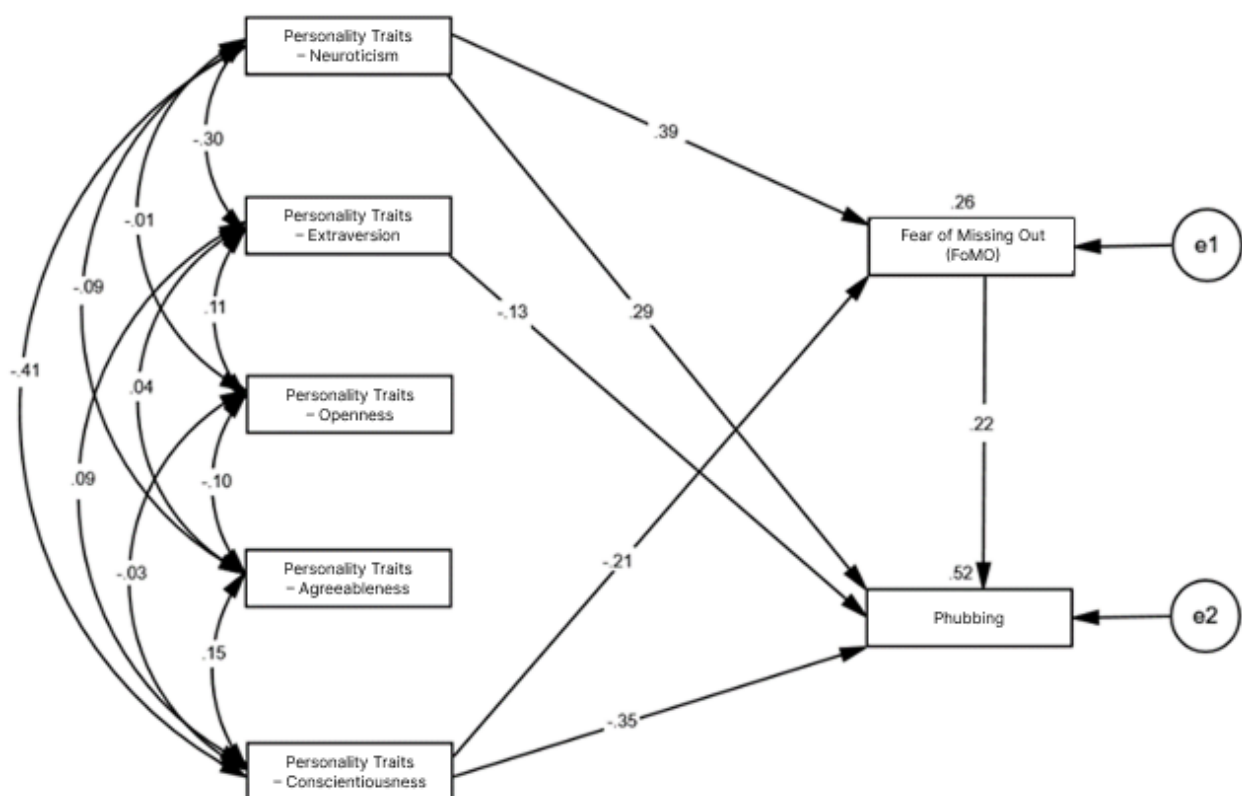 Personality Traits
– Neuroticism
-.30
.39
-.01
Personality Traits
– Extraversion
.26
Fear of Missing Out
(FoMO)
e1
-.09
.11
-.13
.29
-.41
.04
Personality Traits
– Openness
.22
.09
-.10
-.03
Personality Traits
– Agreeableness
-.21
.52
Phubbing
e2
.15
-.35
Personality Traits
– Conscientiousness